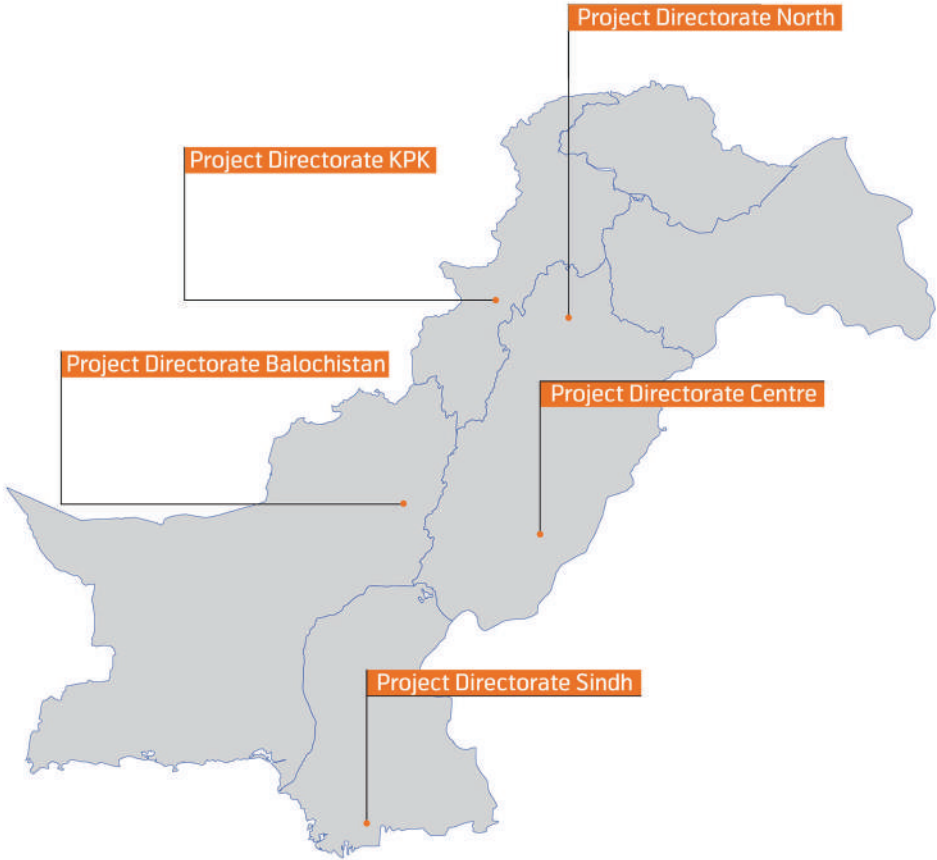 Project Directorate North
Project Directorate KPK
Project Directorate Balochistan
Project Directorate Centre
Project Directorate Sindh